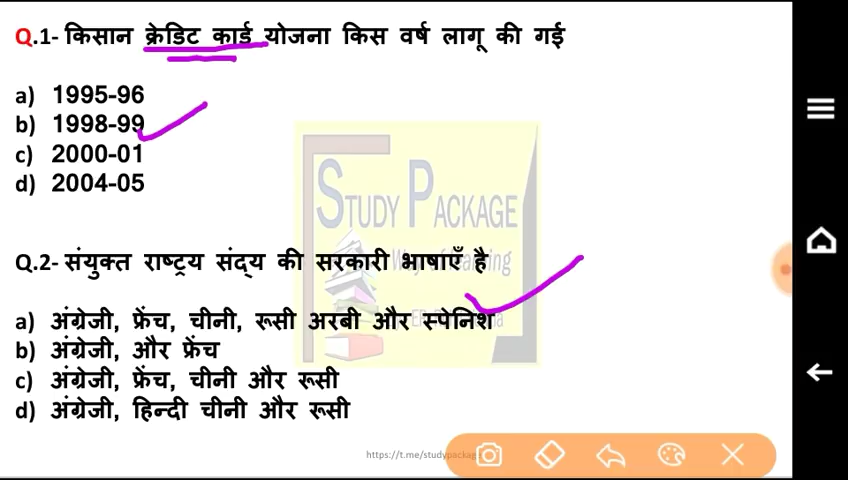 Q.1- किसान क्रेडिट कार्ड योजना किस वर्ष लागू की गई
a) 1995-96
b) 1998-99
c) 2000-01
d) 2004-05
STUDY PACKAGE
Q.2- संयुक्त राष्ट्रय संद्य की सरकारी भाषाएँ है
a) अंग्रेजी, फ्रेंच, चीनी, रूसी अरबी और स्पेनिश
b) अंग्रेजी, और फ्रेंच
c) अंग्रेजी, फ्रेंच, चीनी और रूसी
d) अंग्रेजी, हिन्दी चीनी और रूसी
https://t.me/studypackage